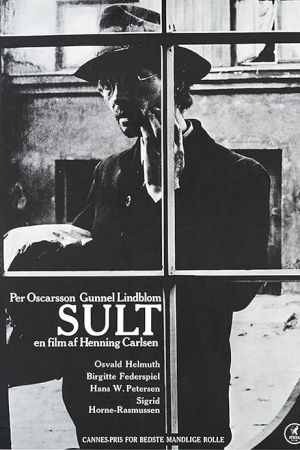 Per Oscarsson Gunnel Lindblom
SULT
en film af Henning Carlsen
Osvald Helmuth
Birgitte Federspiel
Hans W. Petersen
Sigrid
Horne-Rasmussen
CANNES-PRIS FOR BEDSTE MANDLIGE ROLLE